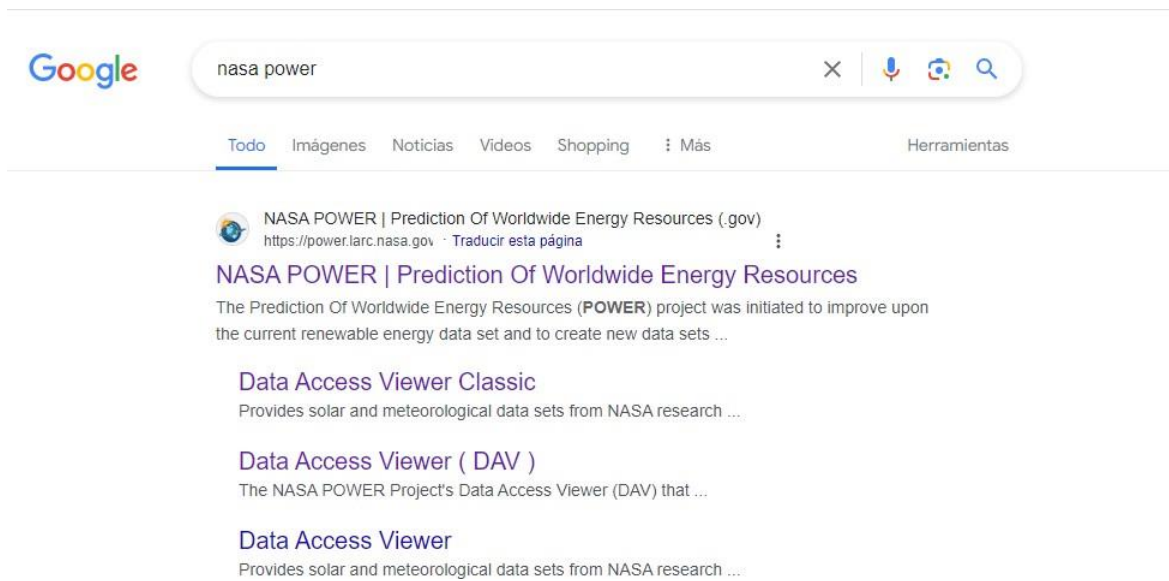 Google
nasa power
Todo Imágenes Noticias Videos Shopping Más Herramientas
NASA POWER | Prediction Of Worldwide Energy Resources (.gov)
https://power.larc.nasa.gov · Traducir esta página
NASA POWER | Prediction Of Worldwide Energy Resources
The Prediction Of Worldwide Energy Resources (POWER) project was initiated to improve upon
the current renewable energy data set and to create new data sets ...
Data Access Viewer Classic
Provides solar and meteorological data sets from NASA research ...
Data Access Viewer ( DAV )
The NASA POWER Project's Data Access Viewer (DAV) that ...
Data Access Viewer
Provides solar and meteorological data sets from NASA research ...